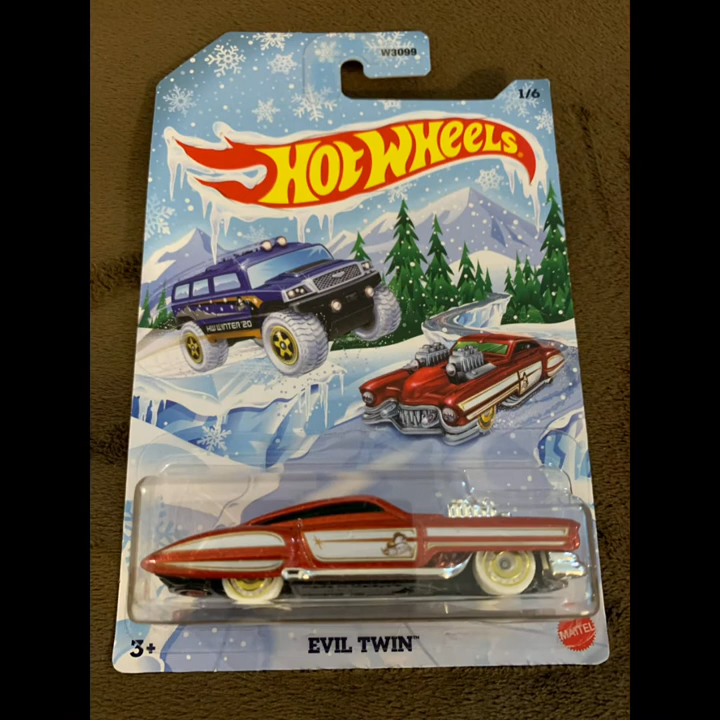 W3099
1/6
HOT WHEELS
HW WINTER '20
3+
EVIL TWIN™
MATTEL